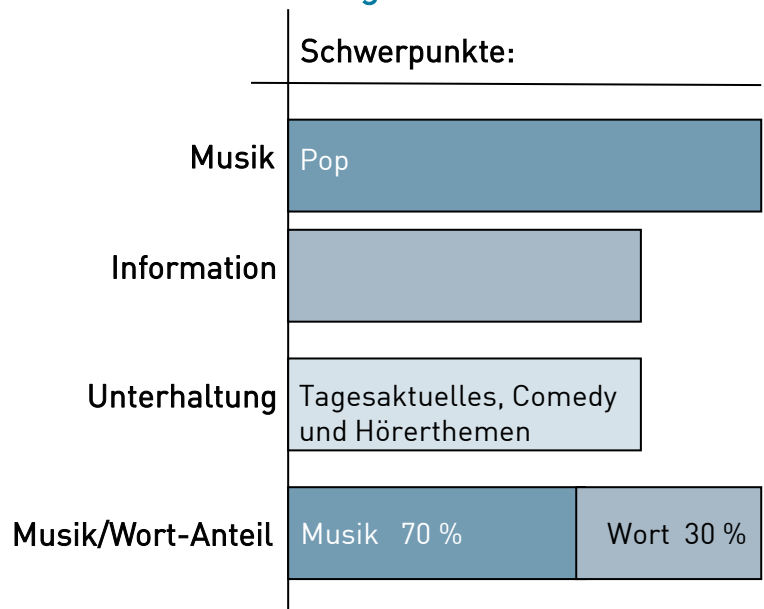 Schwerpunkte:
Musik Pop
Information
Unterhaltung Tagesaktuelles, Comedy
und Hörerthemen
Musik/Wort-Anteil Musik 70 % Wort 30 %